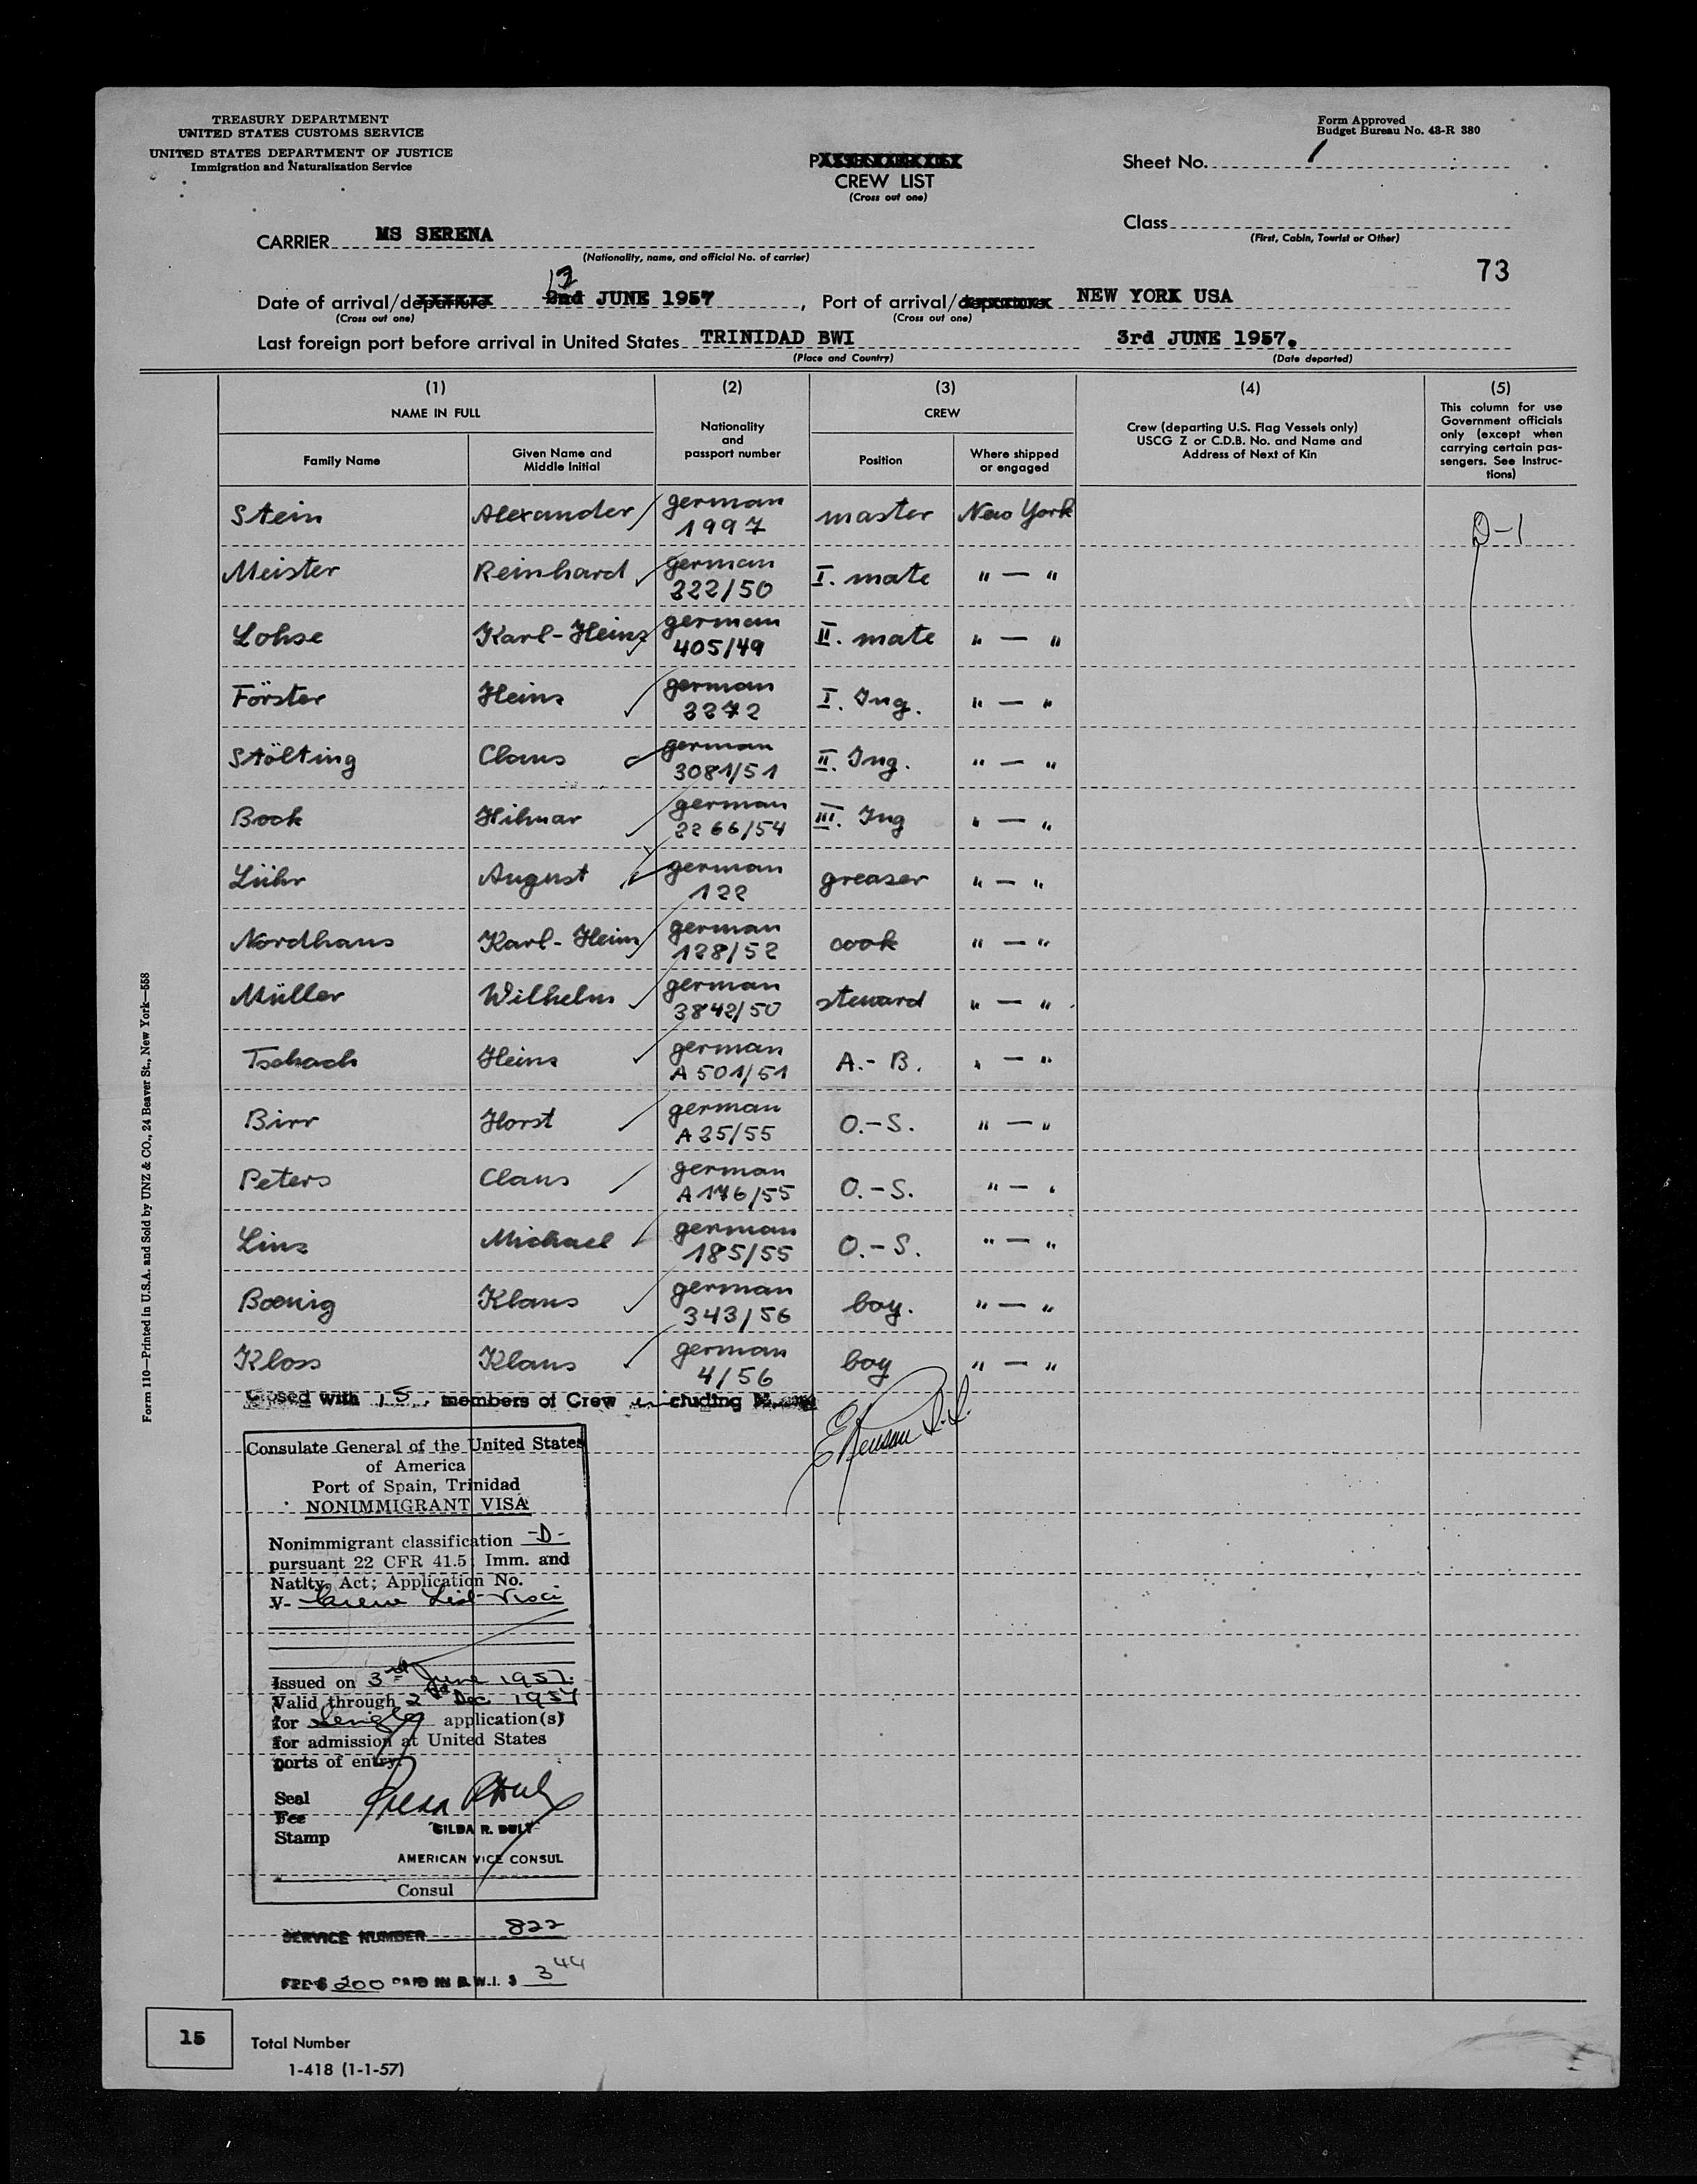 TREASURY DEPARTMENT
UNITED STATES CUSTOMS SERVICE
UNITED STATES DEPARTMENT OF JUSTICE
Immigration and Naturalization Service
Form Approved
Budget Bureau No. 43-R 380
CREW LIST
(Cross out one)
Sheet No. 1
CARRIER MS SERENA
(Nationality, name, and official No. of carrier)
Class
(First, Cabin, Tourist or Other)
73
Date of arrival/departure 2nd 12 JUNE 1957, Port of arrival/departure NEW YORK USA
(Cross out one) (Cross out one)
Last foreign port before arrival in United States TRINIDAD BWI 3rd JUNE 1957.
(Place and Country) (Date departed)
(1) (2) (3) (4) (5)
NAME IN FULL
Family Name
Given Name and Middle Initial
Nationality and passport number
CREW
Position
Where shipped or engaged
Crew (departing U.S. Flag Vessels only)
USCG Z or C.D.B. No. and Name and
Address of Next of Kin
This column for use
Government officials
only (except when
carrying certain pas-
sengers. See Instruc-
tions)
Stein Alexander german 1997 master New York D-1
Meister Reinhard german 222/50 I. mate " — "
Lohse Karl-Heinz german 405/49 II. mate " — "
Förster Heinz german 2272 I. Ing. " — "
Stölting Claus german 3081/51 II. Ing. " — "
Book Hilmar german 2266/54 III. Ing " — "
Lühr August german 122 greaser " — "
Nordhaus Karl-Heinz german 128/52 cook " — "
Müller Wilhelm german 3842/50 steward " — "
Tschach Heinz german A 501/51 A.-B. " — "
Birr Horst german A 25/55 O.-S. " — "
Peters Claus german A 176/55 O.-S. " — "
Linz Michael german 185/55 O.-S. " — "
Boenig Klaus german 343/56 boy. " — "
Kloss Klaus german 4/56 boy " — "
Closed with 15 members of Crew including
Consulate General of the United States
of America
Port of Spain, Trinidad
NONIMMIGRANT VISA
Nonimmigrant classification -D-
pursuant 22 CFR 41.5; Imm. and
Natlty. Act; Application No.
V- Crew List Visa
Issued on 3rd June 1957.
Valid through 2nd Dec 1957
for Single application(s)
for admission at United States
ports of entry.
Seal
Fee
Stamp
GILDA R. DULY
AMERICAN VICE CONSUL
Consul
SERVICE NUMBER 822
FEE $ 200 PAID IN B.W.I. $ 3 44
15
Total Number
1-418 (1-1-57)
Form 110—Printed in U.S.A. and Sold by UNZ & CO., 24 Beaver St., New York—558